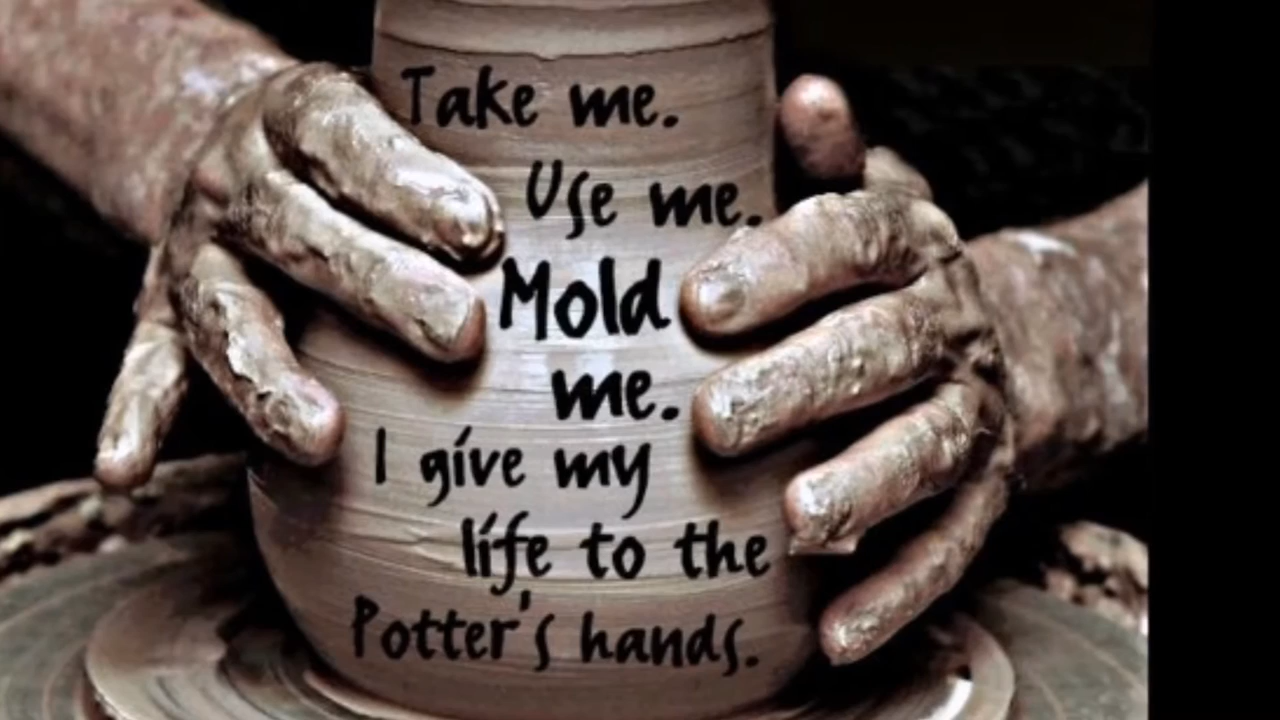 Take me.
Use me.
Mold
me.
I give my
life to the
Potter's hands.